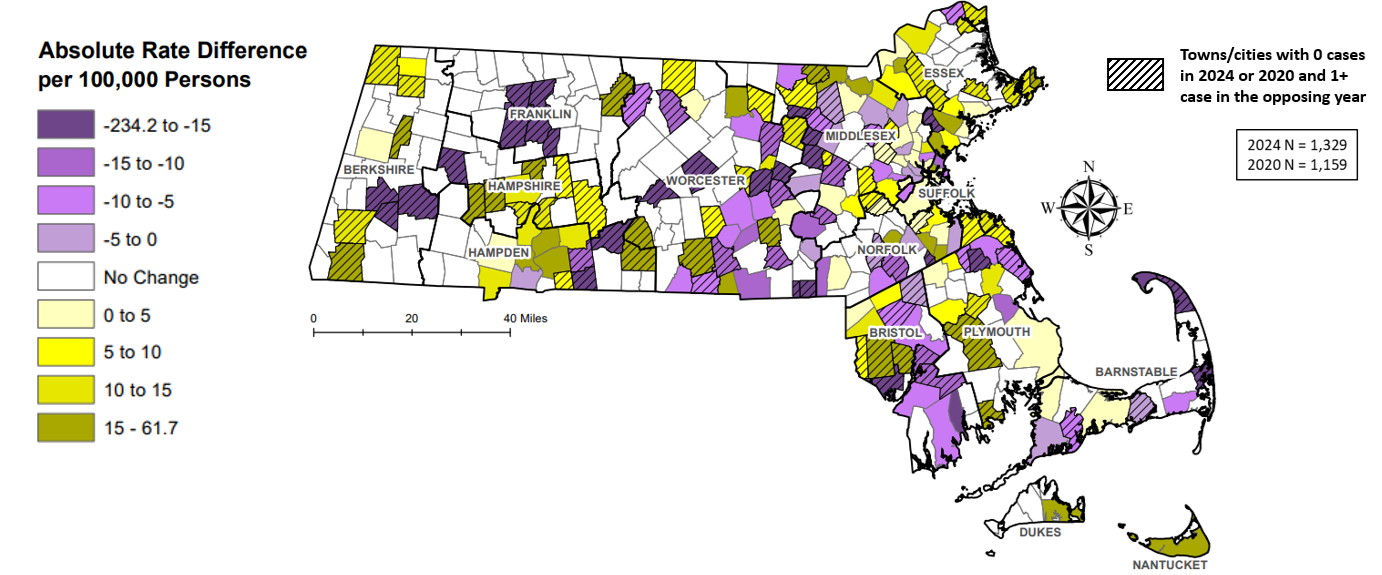 Absolute Rate Difference
per 100,000 Persons
-234.2 to -15
-15 to -10
-10 to -5
-5 to 0
No Change
0 to 5
5 to 10
10 to 15
15 - 61.7
Towns/cities with 0 cases
in 2024 or 2020 and 1+
case in the opposing year
2024 N = 1,329
2020 N = 1,159
N
W
E
S
ESSEX
FRANKLIN
MIDDLESEX
BERKSHIRE
HAMPSHIRE
WORCESTER
SUFFOLK
HAMPDEN
NORFOLK
BRISTOL
PLYMOUTH
BARNSTABLE
DUKES
NANTUCKET
0
20
40 Miles